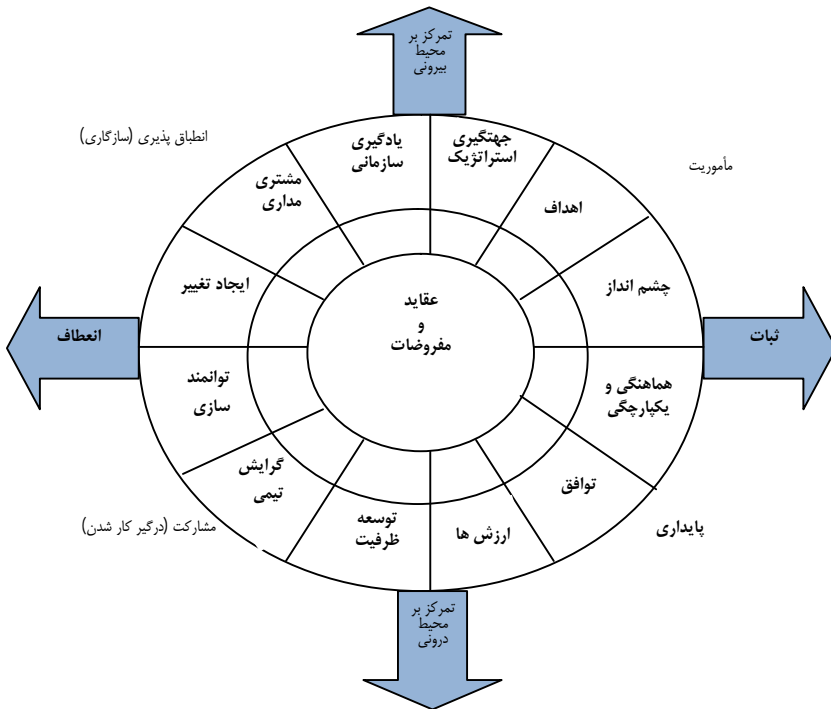 تمرکز بر
محیط
بیرونی
انطباق پذیری (سازگاری)
مأموریت
جهتگیری
استراتژیک
یادگیری
سازمانی
مشتری
مداری
اهداف
ایجاد تغییر
چشم انداز
عقاید
و
مفروضات
ثبات
انعطاف
هماهنگی و
یکپارچگی
توانمند
سازی
توافق
گرایش
تیمی
ارزش ها
توسعه
ظرفیت
پایداری
مشارکت (درگیر کار شدن)
تمرکز بر
محیط
درونی